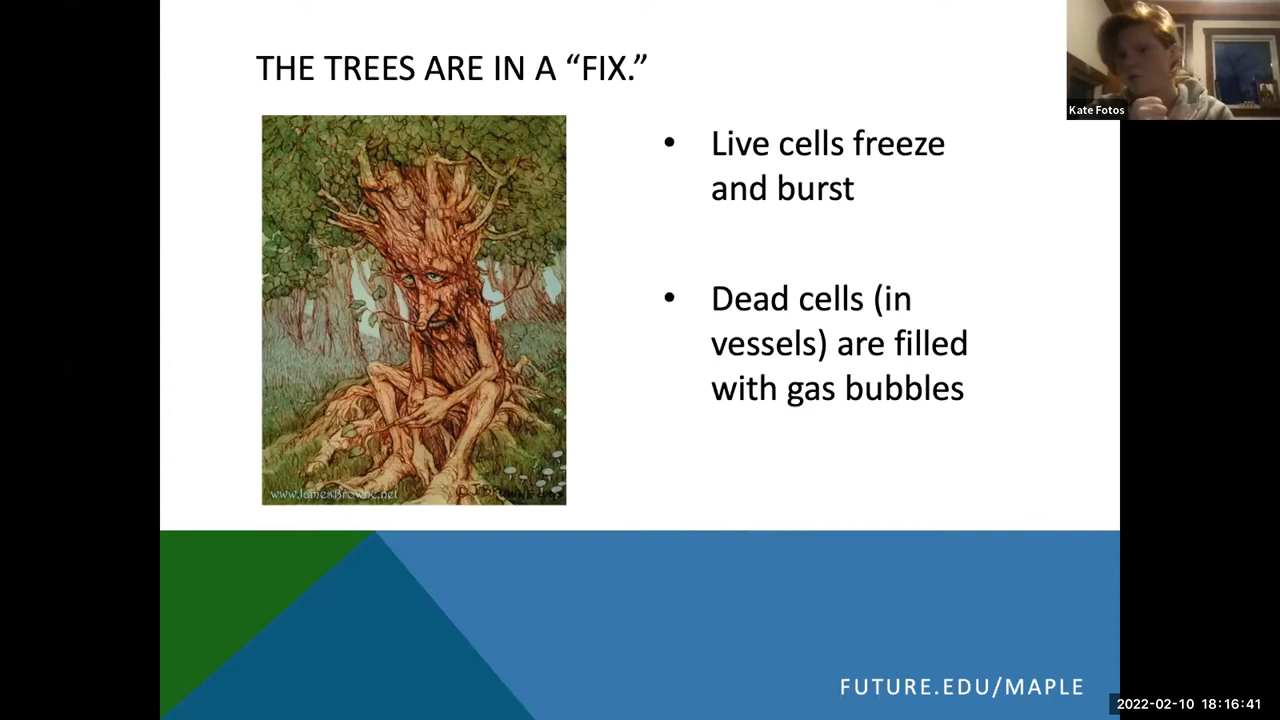 THE TREES ARE IN A “FIX.”
Kate Fotos
• Live cells freeze
and burst
• Dead cells (in
vessels) are filled
with gas bubbles
www.JamesBrowne.net
FUTURE.EDU/MAPLE
2022-02-10 18:16:41